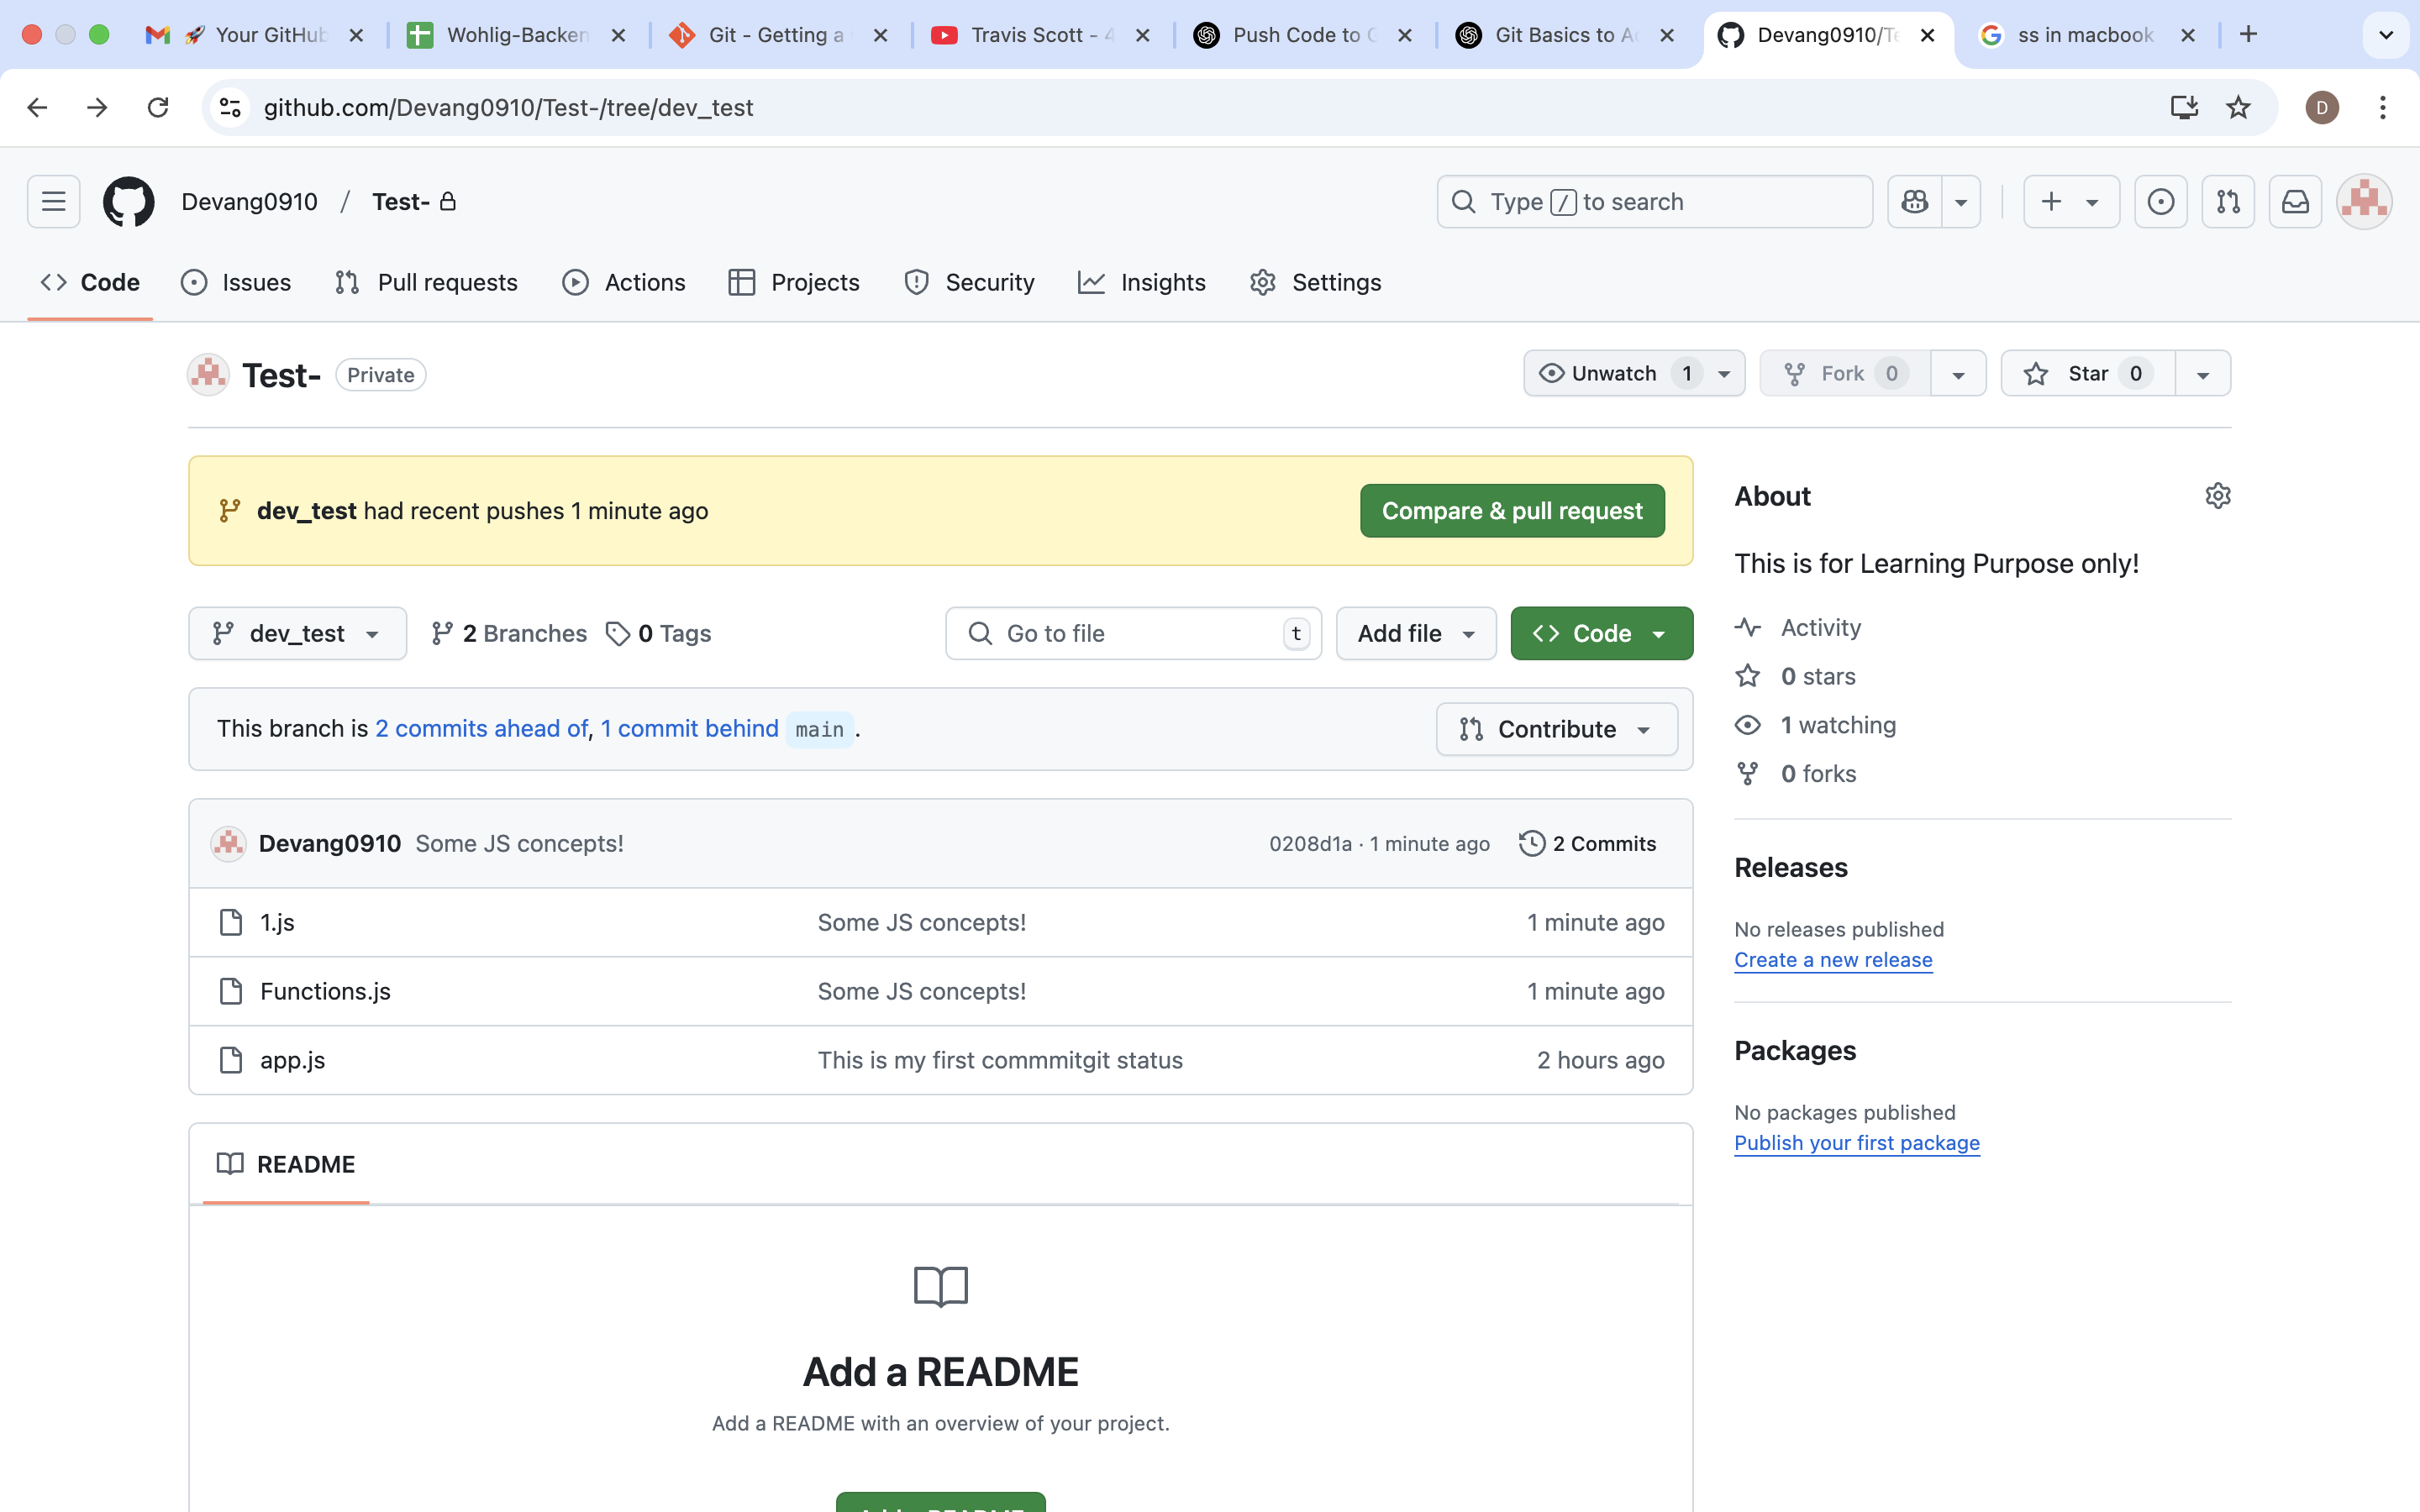 🚀 Your GitHub
Wohlig-Backen
Git - Getting a
Travis Scott - 4
Push Code to G
Git Basics to A
Devang0910/Te
ss in macbook
github.com/Devang0910/Test-/tree/dev_test
D
Devang0910 / Test-
Type / to search
Code Issues Pull requests Actions Projects Security Insights Settings
Test- Private
Unwatch 1
Fork 0
Star 0
dev_test had recent pushes 1 minute ago
Compare & pull request
dev_test 2 Branches 0 Tags
Go to file t
Add file
Code
This branch is 2 commits ahead of, 1 commit behind main .
Contribute
Devang0910 Some JS concepts! 0208d1a · 1 minute ago 2 Commits
1.js Some JS concepts! 1 minute ago
Functions.js Some JS concepts! 1 minute ago
app.js This is my first commmitgit status 2 hours ago
README
Add a README
Add a README with an overview of your project.
About
This is for Learning Purpose only!
Activity
0 stars
1 watching
0 forks
Releases
No releases published
Create a new release
Packages
No packages published
Publish your first package